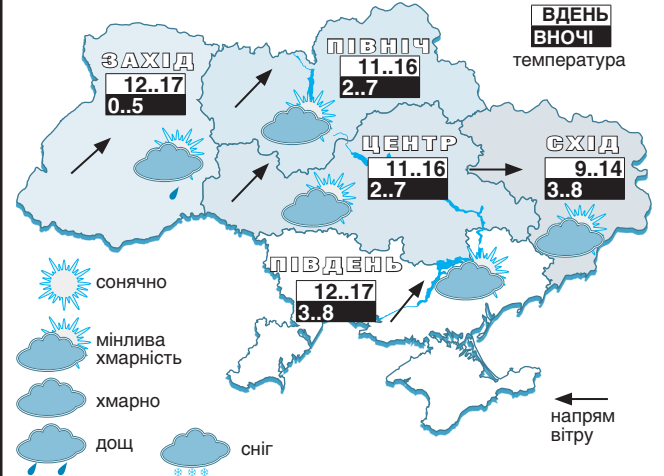 ВДЕНЬ
ВНОЧІ
температура
ЗАХІД
12..17
0..5
ПІВНІЧ
11..16
2..7
ЦЕНТР
11..16
2..7
СХІД
9..14
3..8
ПІВДЕНЬ
12..17
3..8
сонячно
мінлива
хмарність
хмарно
дощ
сніг
напрям
вітру